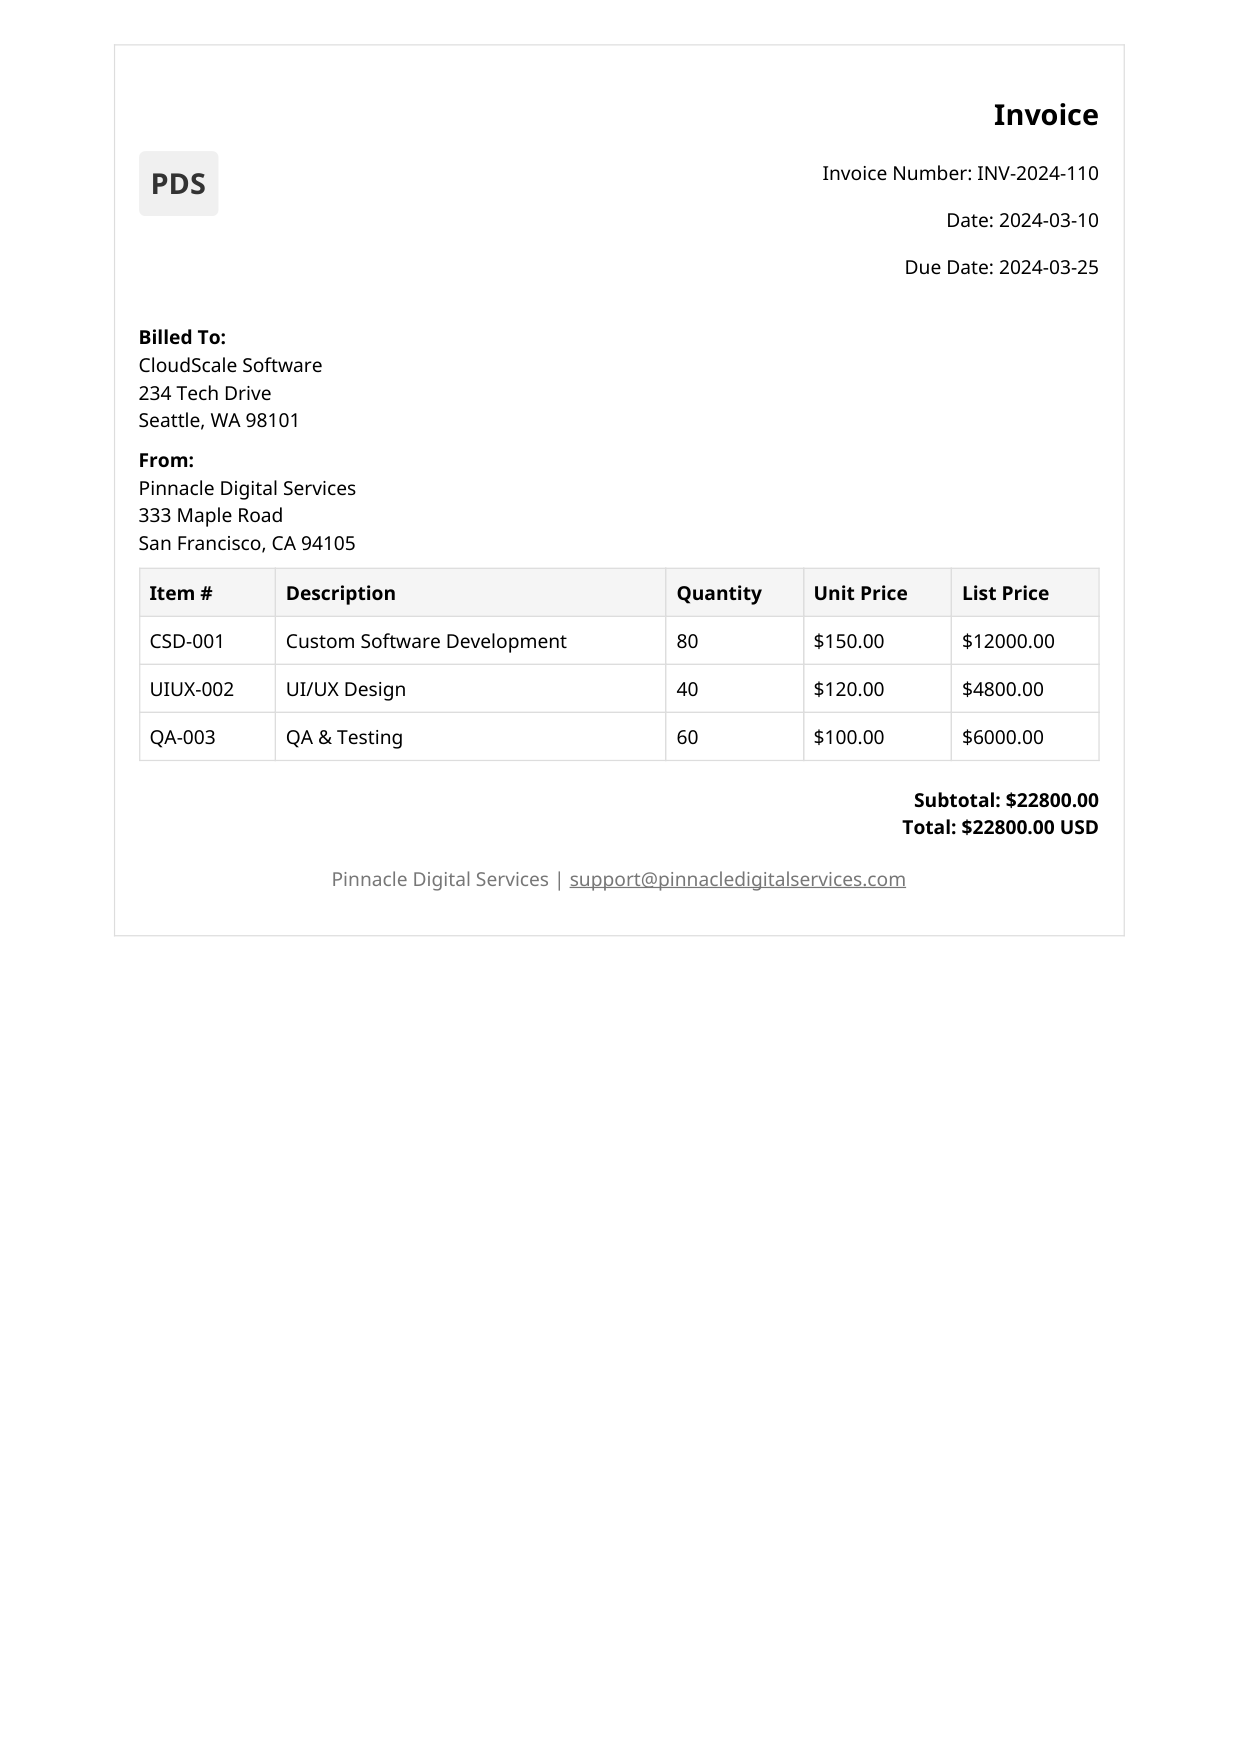 Invoice
PDS
Invoice Number: INV-2024-110
Date: 2024-03-10
Due Date: 2024-03-25
Billed To:
CloudScale Software
234 Tech Drive
Seattle, WA 98101
From:
Pinnacle Digital Services
333 Maple Road
San Francisco, CA 94105
Item # Description Quantity Unit Price List Price
CSD-001 Custom Software Development 80 $150.00 $12000.00
UIUX-002 UI/UX Design 40 $120.00 $4800.00
QA-003 QA & Testing 60 $100.00 $6000.00
Subtotal: $22800.00
Total: $22800.00 USD
Pinnacle Digital Services | support@pinnacledigitalservices.com